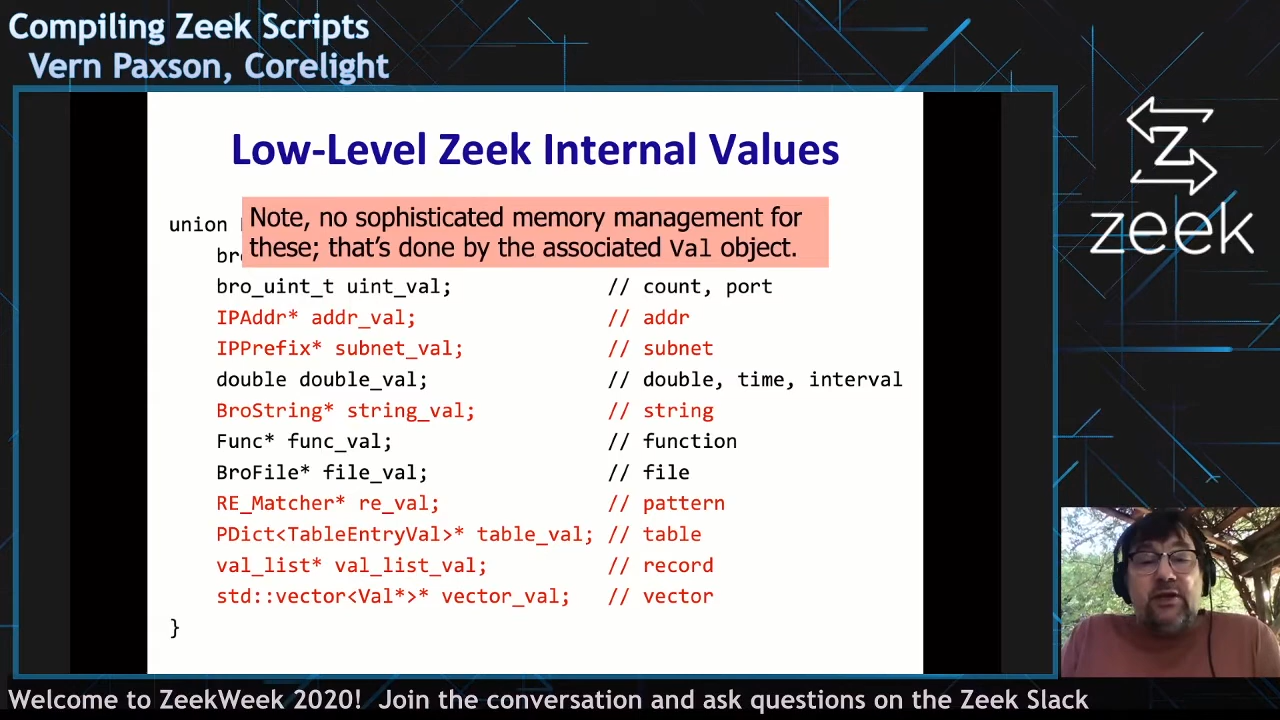 Compiling Zeek Scripts
Vern Paxson, Corelight
zeek
Low-Level Zeek Internal Values
union
Note, no sophisticated memory management for
these; that's done by the associated Val object.
bro_uint_t uint_val; // count, port
IPAddr* addr_val; // addr
IPPrefix* subnet_val; // subnet
double double_val; // double, time, interval
BroString* string_val; // string
Func* func_val; // function
BroFile* file_val; // file
RE_Matcher* re_val; // pattern
PDict<TableEntryVal>* table_val; // table
val_list* val_list_val; // record
std::vector<Val*>* vector_val; // vector
}
Welcome to ZeekWeek 2020! Join the conversation and ask questions on the Zeek Slack